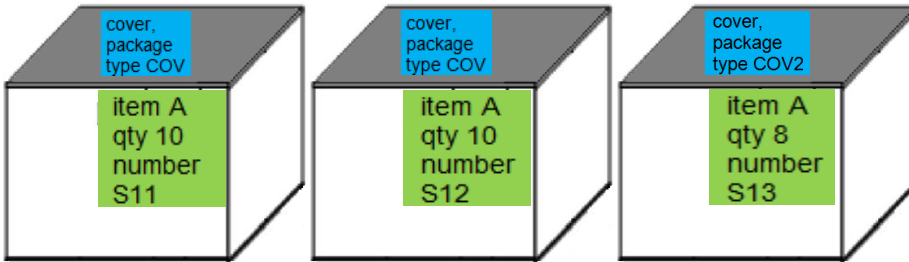 cover,
package
type COV
item A
qty 10
number
S11
cover,
package
type COV
item A
qty 10
number
S12
cover,
package
type COV2
item A
qty 8
number
S13